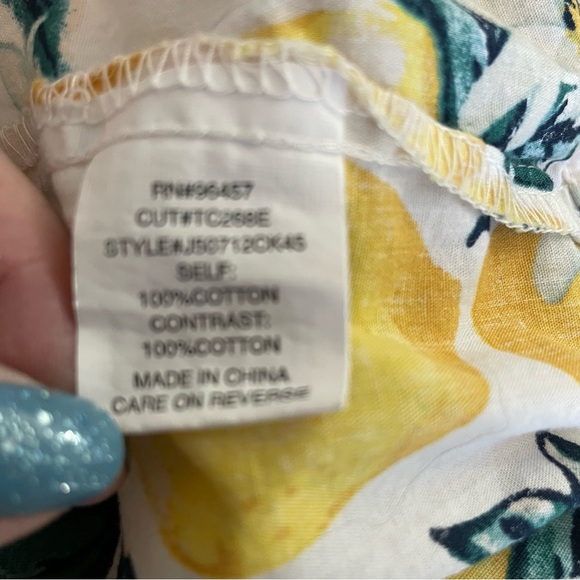 RN#96457
CUT#TC268E
STYLE#J50712CK45
SELF:
100%COTTON
CONTRAST:
100%COTTON
MADE IN CHINA
CARE ON REVERSE